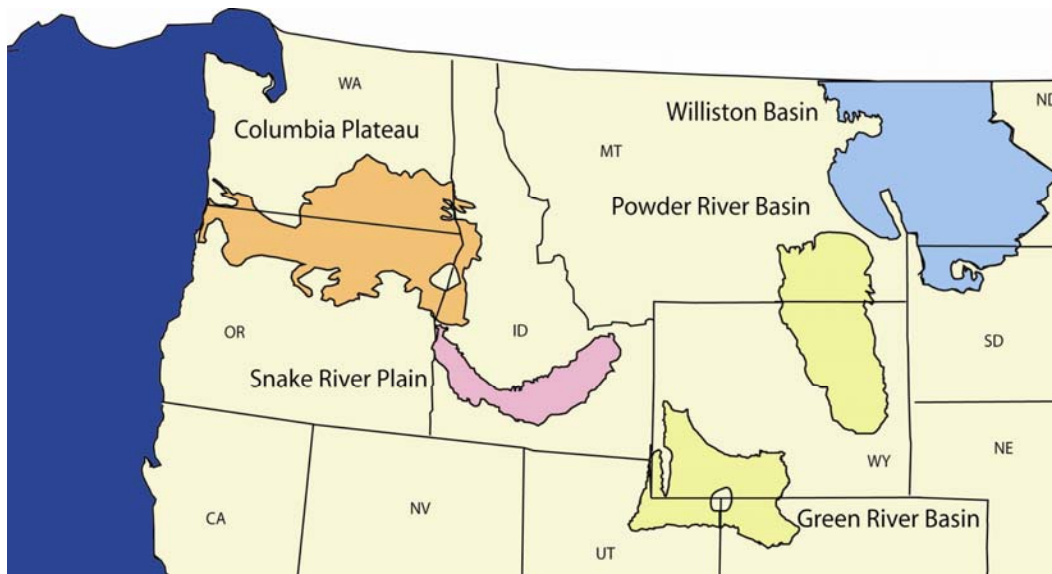 WA
Columbia Plateau
Williston Basin
ND
MT
Powder River Basin
OR
ID
SD
Snake River Plain
WY
NE
CA
NV
Green River Basin
UT